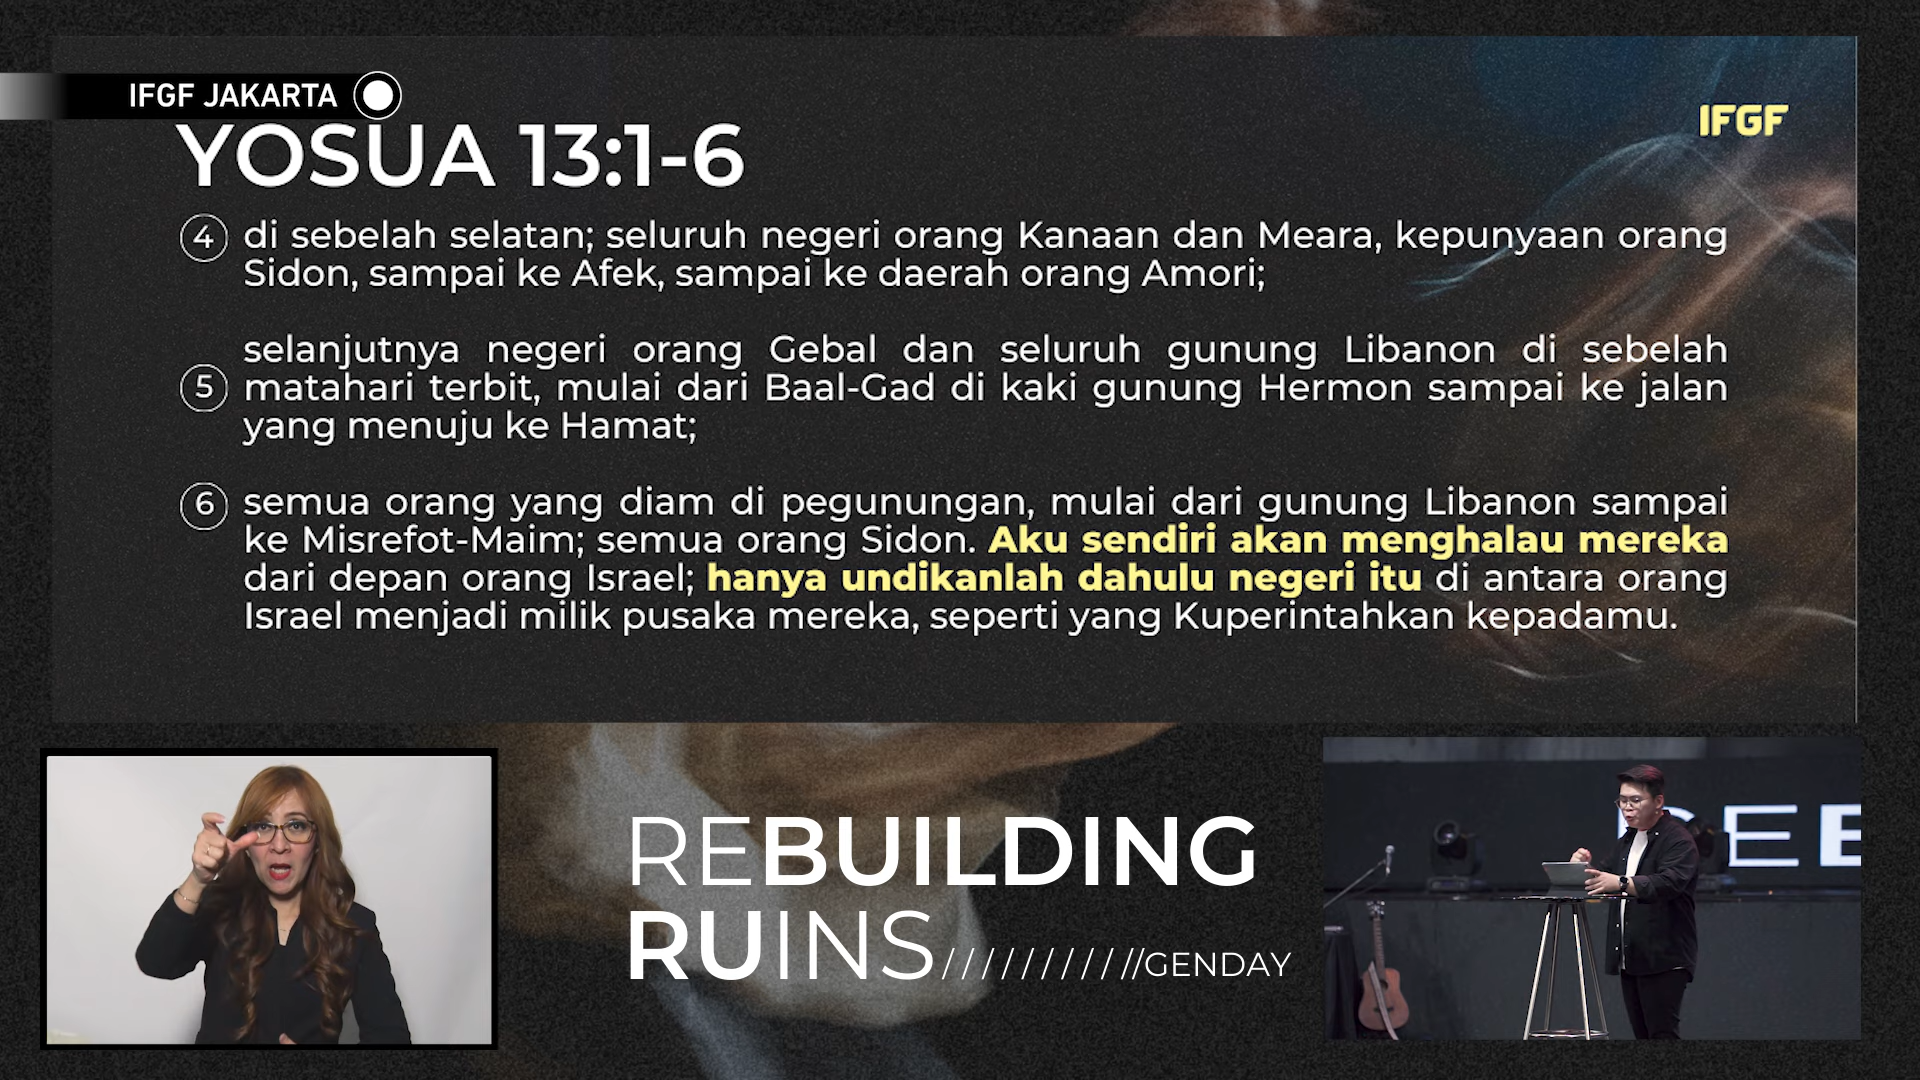 IFGF JAKARTA
IFGF
YOSUA 13:1-6
4 di sebelah selatan; seluruh negeri orang Kanaan dan Meara, kepunyaan orang
Sidon, sampai ke Afek, sampai ke daerah orang Amori;
selanjutnya negeri orang Gebal dan seluruh gunung Libanon di sebelah
5 matahari terbit, mulai dari Baal-Gad di kaki gunung Hermon sampai ke jalan
yang menuju ke Hamat;
6 semua orang yang diam di pegunungan, mulai dari gunung Libanon sampai
ke Misrefot-Maim; semua orang Sidon. Aku sendiri akan menghalau mereka
dari depan orang Israel; hanya undikanlah dahulu negeri itu di antara orang
Israel menjadi milik pusaka mereka, seperti yang Kuperintahkan kepadamu.
REBUILDING
RUINS///////////GENDAY